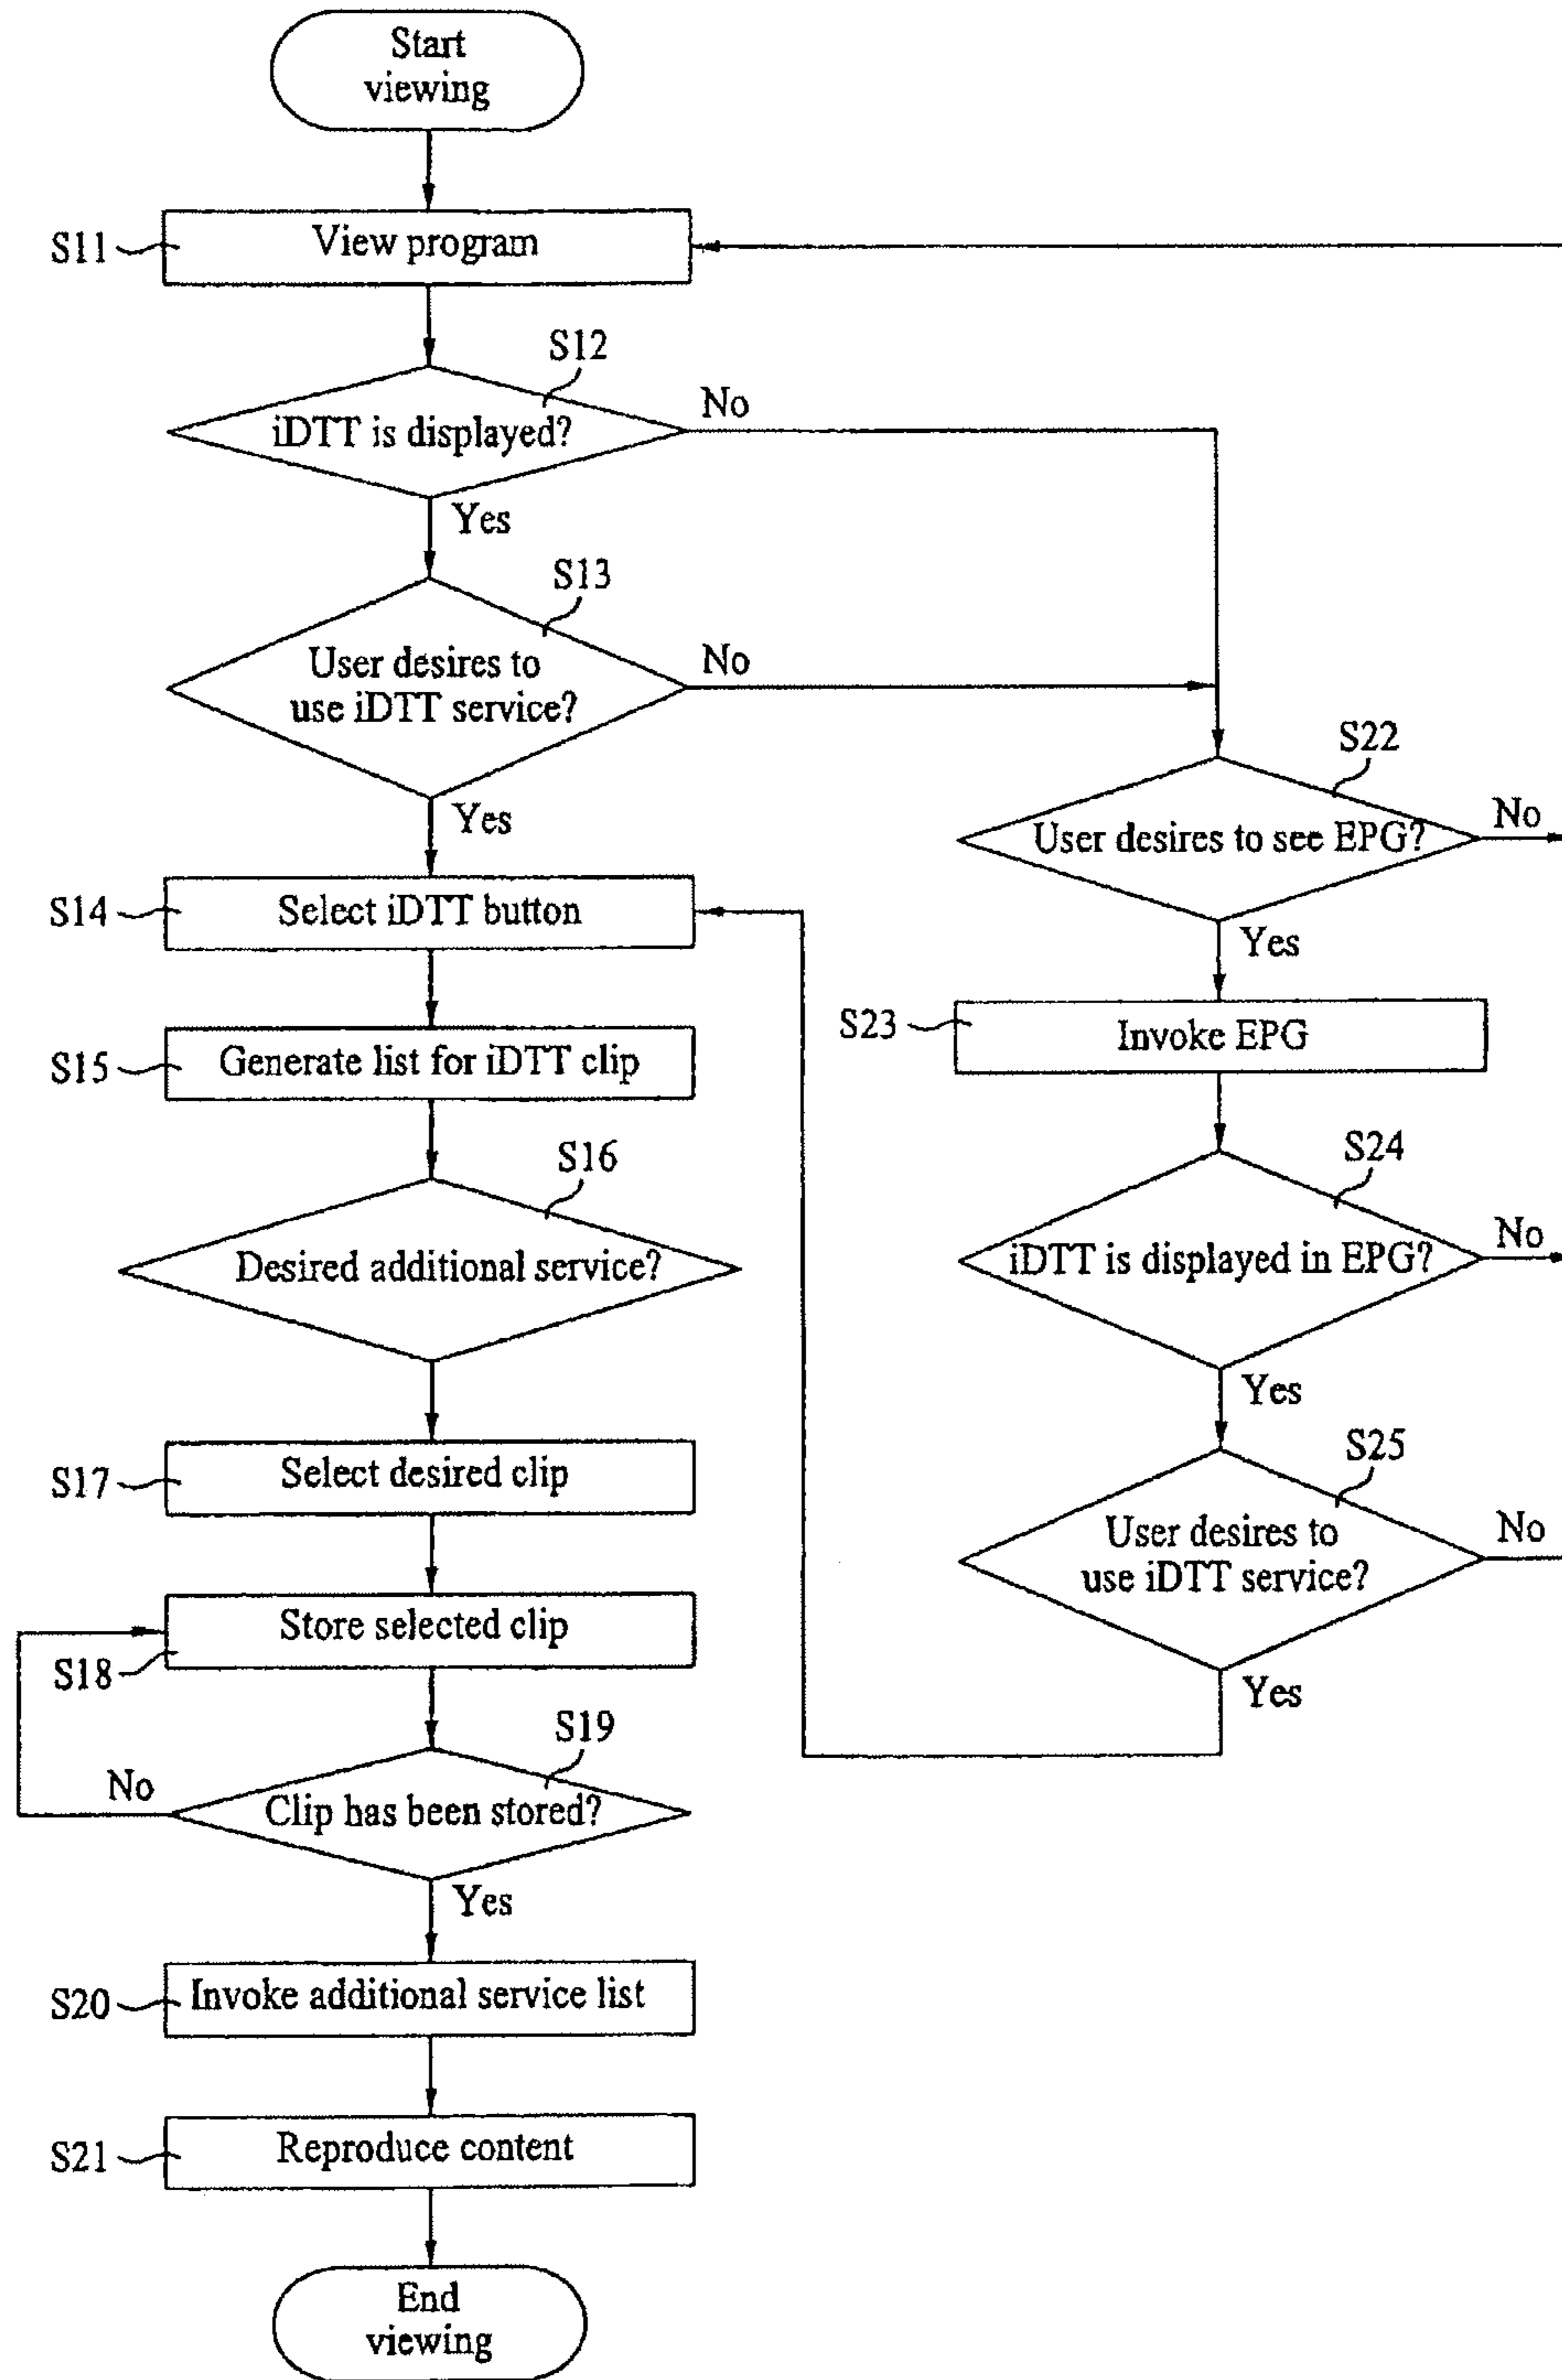 Start
viewing
S11
View program
S12
iDTT is displayed?
No
Yes
S13
User desires to
use iDTT service?
No
Yes
S14
Select iDTT button
S15
Generate list for iDTT clip
S16
Desired additional service?
S17
Select desired clip
Store selected clip
S18
S19
Clip has been stored?
No
Yes
S20
Invoke additional service list
S21
Reproduce content
End
viewing
S22
User desires to see EPG?
No
Yes
S23
Invoke EPG
S24
iDTT is displayed in EPG?
No
Yes
S25
User desires to
use iDTT service?
No
Yes